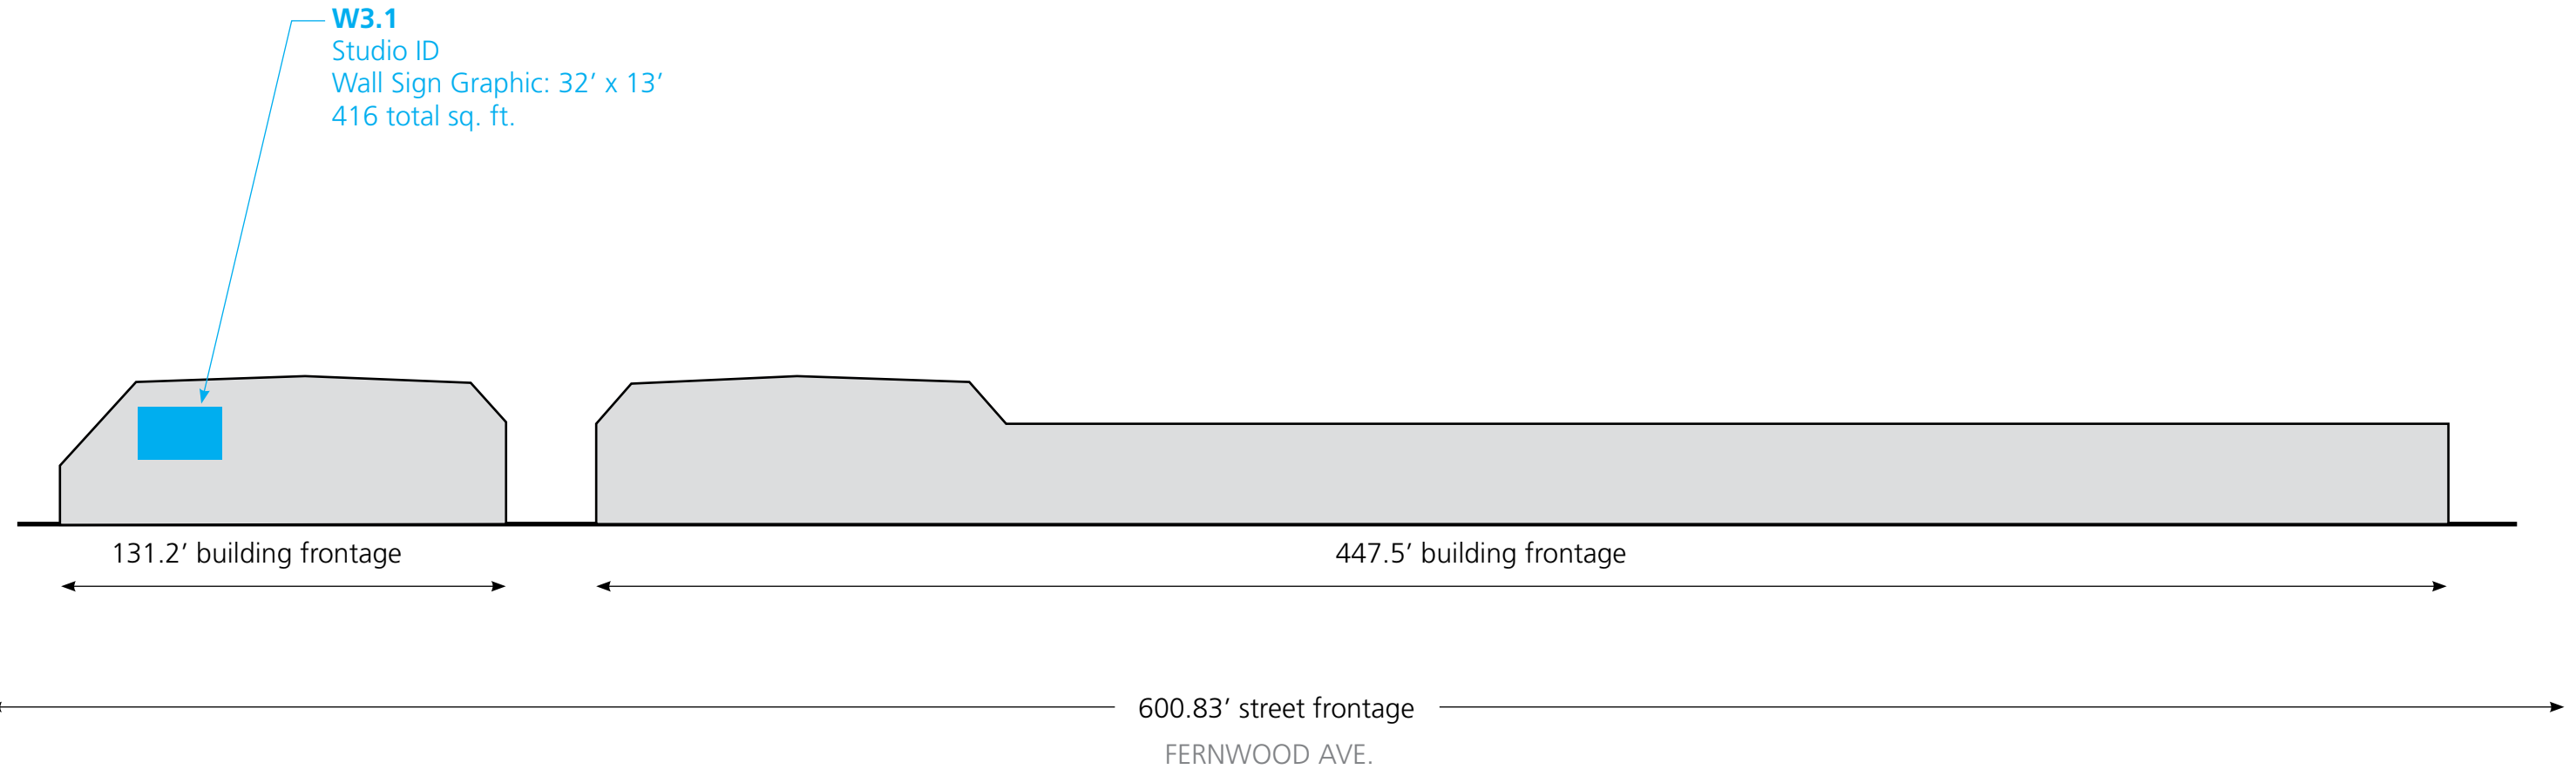 W3.1
Studio ID
Wall Sign Graphic: 32’ x 13’
416 total sq. ft.
131.2’ building frontage
447.5’ building frontage
600.83’ street frontage
FERNWOOD AVE.